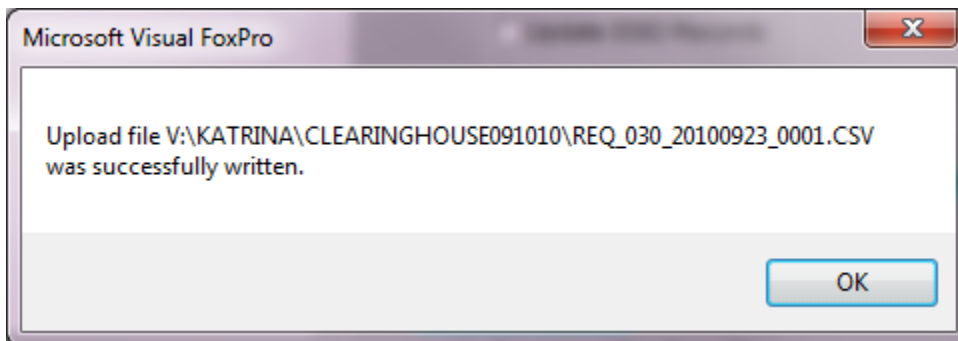 Microsoft Visual FoxPro
Upload file V:\KATRINA\CLEARINGHOUSE091010\REQ_030_20100923_0001.CSV
was successfully written.
OK